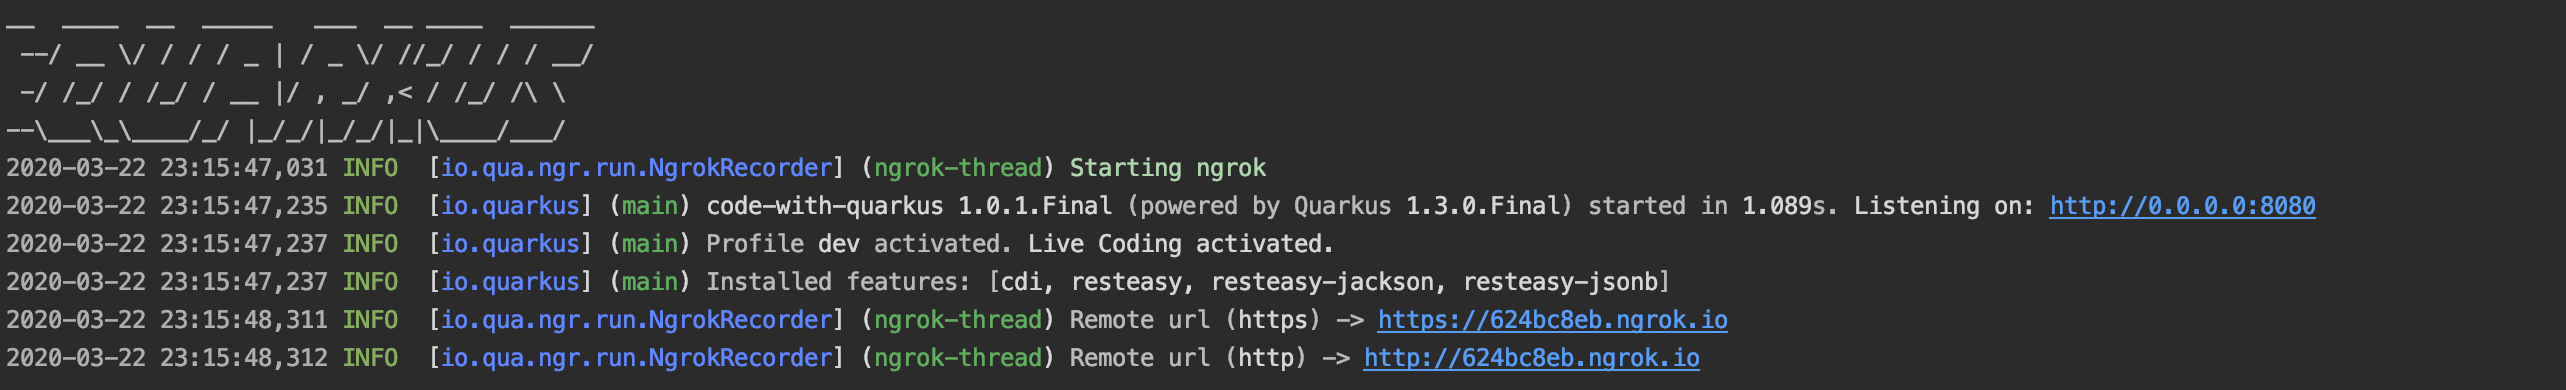 __  ____  __  _____   ___  __ ____  ______
 --/ __ \/ / / / _ | / _ \/ //_/ / / / __/
 -/ /_/ / /_/ / __ |/ , _/ ,< / /_/ /\ \
--\___\_\____/_/ |_/_/|_/_/|_|\____/___/
2020-03-22 23:15:47,031 INFO  [io.qua.ngr.run.NgrokRecorder] (ngrok-thread) Starting ngrok
2020-03-22 23:15:47,235 INFO  [io.quarkus] (main) code-with-quarkus 1.0.1.Final (powered by Quarkus 1.3.0.Final) started in 1.089s. Listening on: http://0.0.0.0:8080
2020-03-22 23:15:47,237 INFO  [io.quarkus] (main) Profile dev activated. Live Coding activated.
2020-03-22 23:15:47,237 INFO  [io.quarkus] (main) Installed features: [cdi, resteasy, resteasy-jackson, resteasy-jsonb]
2020-03-22 23:15:48,311 INFO  [io.qua.ngr.run.NgrokRecorder] (ngrok-thread) Remote url (https) -> https://624bc8eb.ngrok.io
2020-03-22 23:15:48,312 INFO  [io.qua.ngr.run.NgrokRecorder] (ngrok-thread) Remote url (http) -> http://624bc8eb.ngrok.io